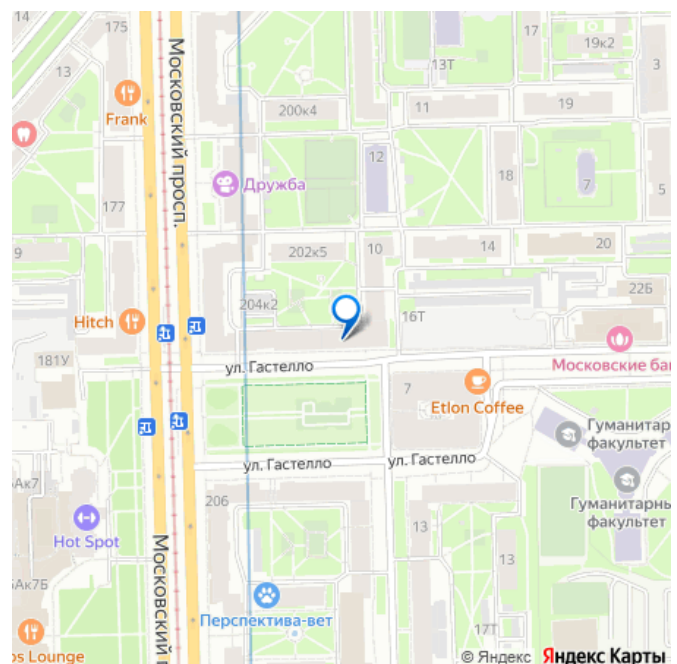 14
175
13
Frank
Московский просп.
177
9
Hitch
181У
Hot Spot
Московский п
os Lounge
200к4
Дружба
12
202к5
10
204к2
ул. Гастелло
ул. Гастелло
ул. Гастелло
206
Перспектива-вет
17
19к2
13Т
3
11
19
18
7
5
14
20
16Т
22Б
Московские бан
7
Etlon Coffee
Гуманитар
факультет
Гуманитарны
факультет
13
13
17Т
© Яндекс Яндекс Карты